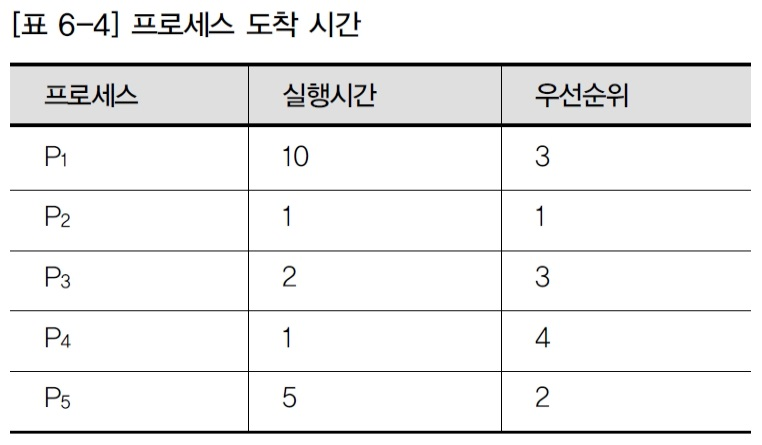 [표 6-4] 프로세스 도착 시간
프로세스 실행시간 우선순위
P1 10 3
P2 1 1
P3 2 3
P4 1 4
P5 5 2